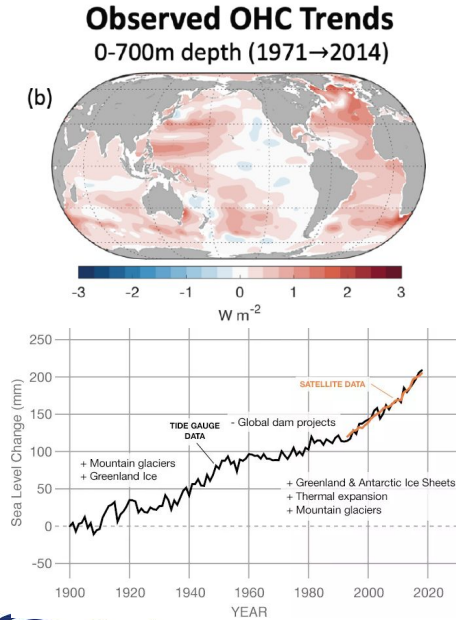 Observed OHC Trends
0-700m depth (1971→2014)
(b)
-3 -2 -1 0 1 2 3
W m-2
250
200
150
100
50
0
-50
Sea Level Change (mm)
SATELLITE DATA
TIDE GAUGE
DATA
- Global dam projects
+ Mountain glaciers
+ Greenland Ice
+ Greenland & Antarctic Ice Sheets
+ Thermal expansion
+ Mountain glaciers
1900 1920 1940 1960 1980 2000 2020
YEAR